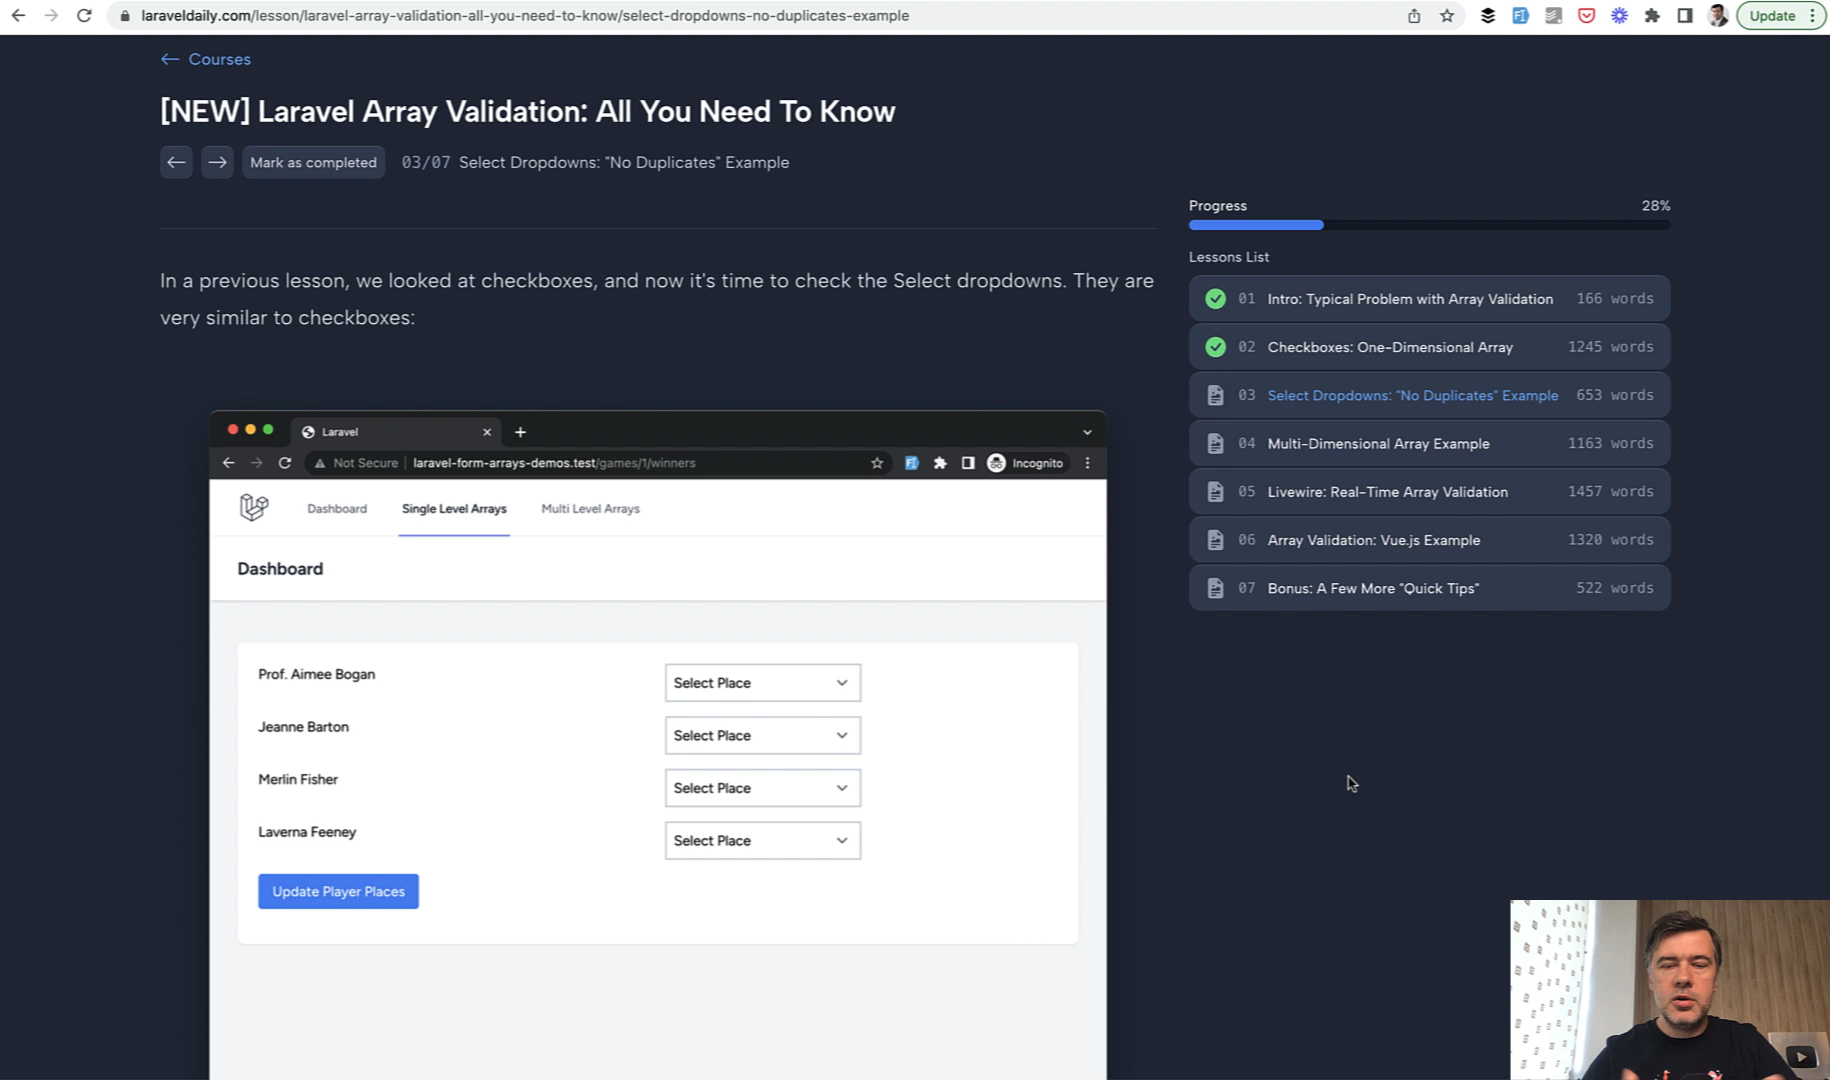 laraveldaily.com/lesson/laravel-array-validation-all-you-need-to-know/select-dropdowns-no-duplicates-example
Update
Courses
[NEW] Laravel Array Validation: All You Need To Know
Mark as completed
03/07 Select Dropdowns: "No Duplicates" Example
Progress
28%
In a previous lesson, we looked at checkboxes, and now it's time to check the Select dropdowns. They are
very similar to checkboxes:
Lessons List
01 Intro: Typical Problem with Array Validation 166 words
02 Checkboxes: One-Dimensional Array 1245 words
03 Select Dropdowns: "No Duplicates" Example 653 words
04 Multi-Dimensional Array Example 1163 words
05 Livewire: Real-Time Array Validation 1457 words
06 Array Validation: Vue.js Example 1320 words
07 Bonus: A Few More "Quick Tips" 522 words
Laravel
Not Secure | laravel-form-arrays-demos.test/games/1/winners
Incognito
Dashboard
Single Level Arrays
Multi Level Arrays
Dashboard
Prof. Aimee Bogan
Select Place
Jeanne Barton
Select Place
Merlin Fisher
Select Place
Laverna Feeney
Select Place
Update Player Places